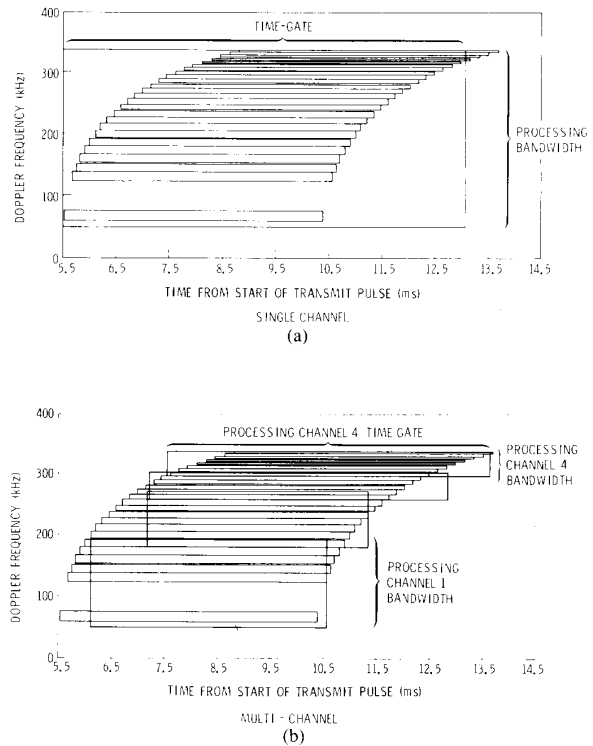 TIME-GATE
400
300
200
100
0
DOPPLER FREQUENCY (kHz)
PROCESSING
BANDWIDTH
5.5 6.5 7.5 8.5 9.5 10.5 11.5 12.5 13.5 14.5
TIME FROM START OF TRANSMIT PULSE (ms)
SINGLE CHANNEL
(a)
PROCESSING CHANNEL 4 TIME GATE
400
300
200
100
0
DOPPLER FREQUENCY (kHz)
PROCESSING
CHANNEL 4
BANDWIDTH
PROCESSING
CHANNEL 1
BANDWIDTH
5.5 6.5 7.5 8.5 9.5 10.5 11.5 12.5 13.5 14.5
TIME FROM START OF TRANSMIT PULSE (ms)
MULTI - CHANNEL
(b)